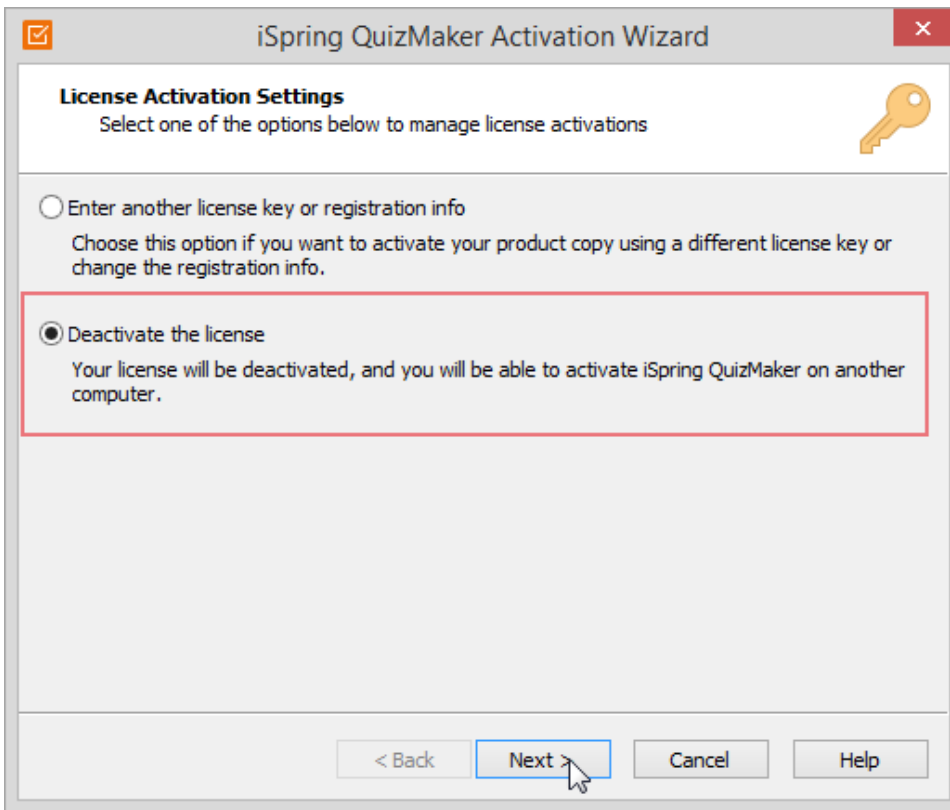 iSpring QuizMaker Activation Wizard
License Activation Settings
Select one of the options below to manage license activations
Enter another license key or registration info
Choose this option if you want to activate your product copy using a different license key or
change the registration info.
Deactivate the license
Your license will be deactivated, and you will be able to activate iSpring QuizMaker on another
computer.
< Back Next > Cancel Help